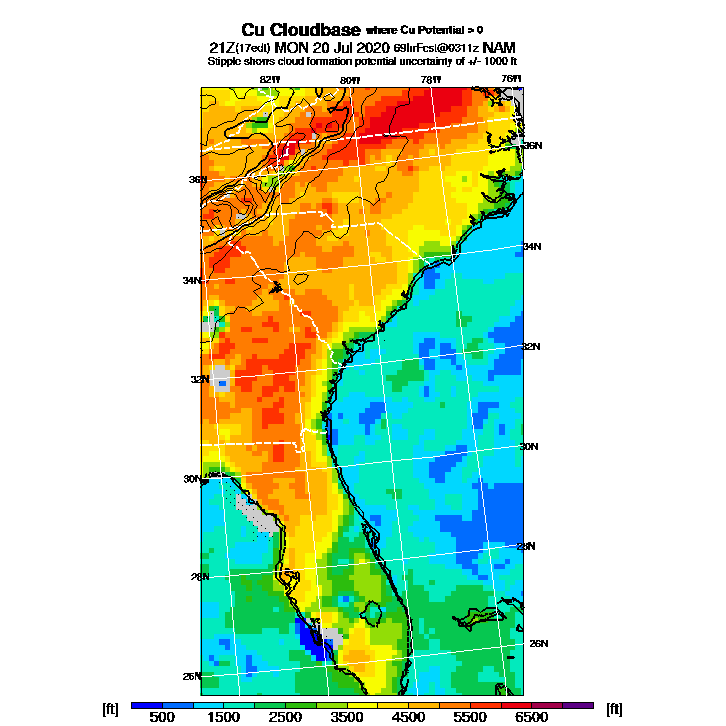 Cu Cloudbase where Cu Potential > 0
21Z(17edt) MON 20 Jul 2020 69hrFcst@0311z NAM
Stipple shows cloud formation potential uncertainty of +/- 1000 ft
82W 80W 78W 76W
36N
36N
34N
34N
32N
32N
30N
30N
28N
28N
26N
26N
[ft] 500 1500 2500 3500 4500 5500 6500 [ft]